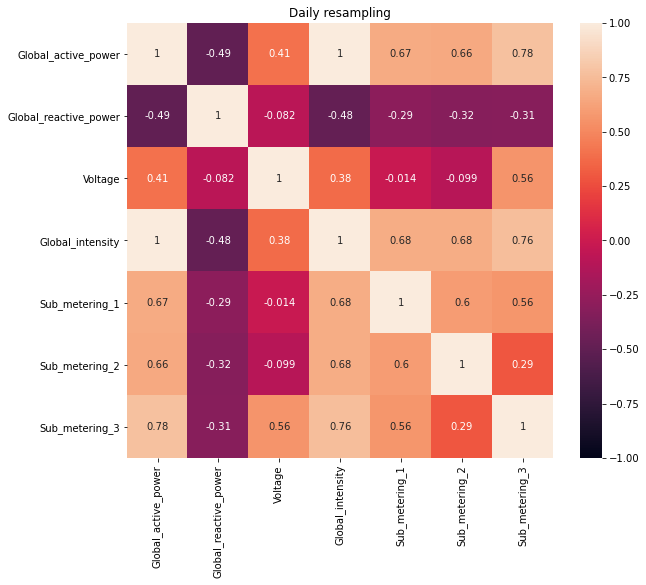 Daily resampling
Global_active_power 1 -0.49 0.41 1 0.67 0.66 0.78
Global_reactive_power -0.49 1 -0.082 -0.48 -0.29 -0.32 -0.31
Voltage 0.41 -0.082 1 0.38 -0.014 -0.099 0.56
Global_intensity 1 -0.48 0.38 1 0.68 0.68 0.76
Sub_metering_1 0.67 -0.29 -0.014 0.68 1 0.6 0.56
Sub_metering_2 0.66 -0.32 -0.099 0.68 0.6 1 0.29
Sub_metering_3 0.78 -0.31 0.56 0.76 0.56 0.29 1
Global_active_power
Global_reactive_power
Voltage
Global_intensity
Sub_metering_1
Sub_metering_2
Sub_metering_3
1.00
0.75
0.50
0.25
0.00
−0.25
−0.50
−0.75
−1.00